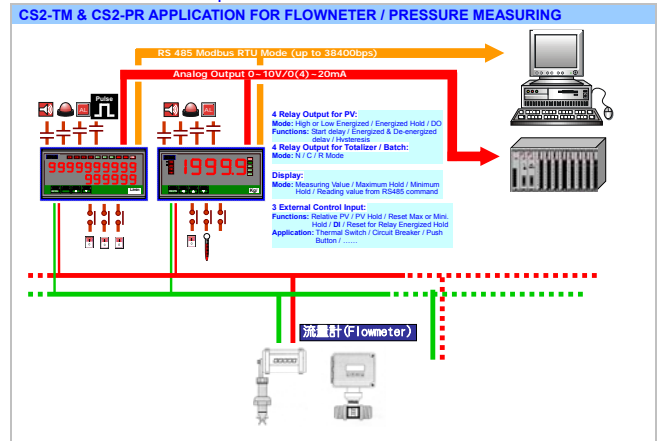 CS2-TM & CS2-PR APPLICATION FOR FLOWNETER / PRESSURE MEASURING
RS 485 Modbus RTU Mode (up to 38400bps)
Analog Output 0~10V/0(4)~20mA
Pulse
AL
AL
4 Relay Output for PV:
Mode: High or Low Energized / Energized Hold / DO
Functions: Start delay / Energized & De-energized
delay / Hysteresis
4 Relay Output for Totalizer / Batch:
Mode: N / C / R Mode
Display:
Mode: Measuring Value / Maximum Hold / Minimum
Hold / Reading value from RS485 command
3 External Control Input:
Functions: Relative PV / PV Hold / Reset Max or Mini.
Hold / DI / Reset for Relay Energized Hold
Application: Thermal Switch / Circuit Breaker / Push
Button / ……
9999999999
999999
L/min
19999
Kgf
流量計(Flowmeter)